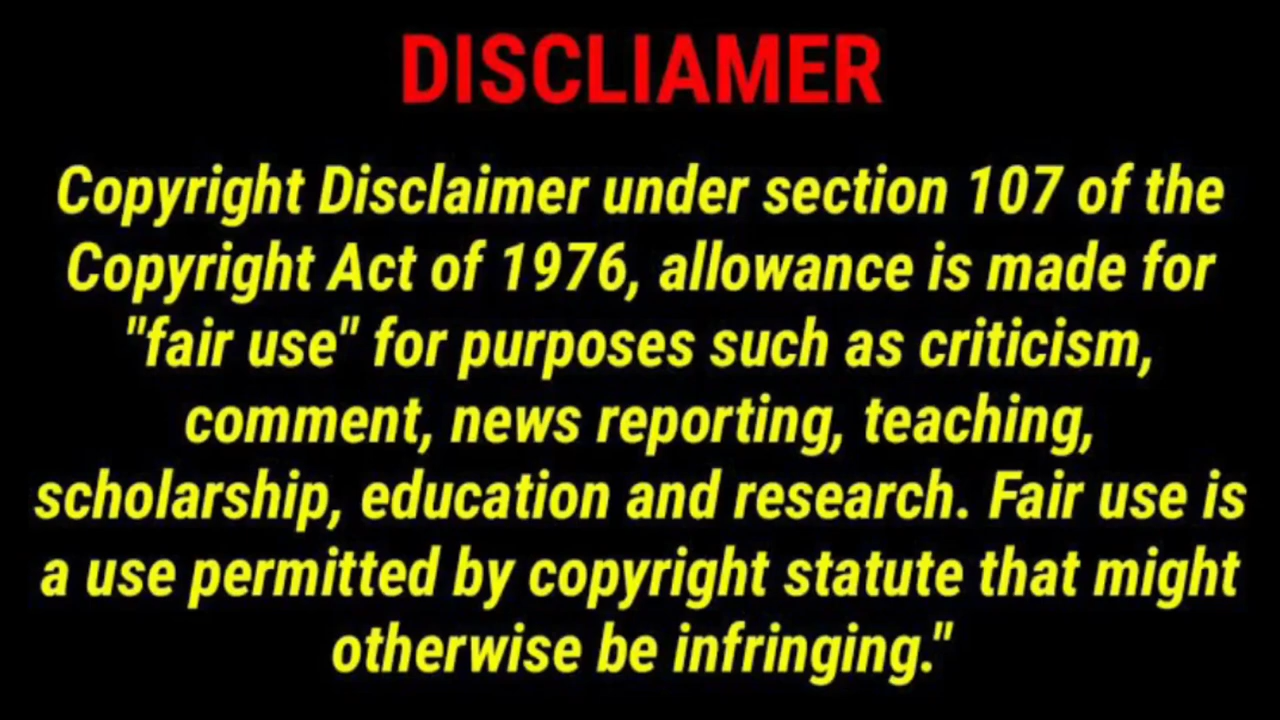 DISCLIAMER
Copyright Disclaimer under section 107 of the
Copyright Act of 1976, allowance is made for
"fair use" for purposes such as criticism,
comment, news reporting, teaching,
scholarship, education and research. Fair use is
a use permitted by copyright statute that might
otherwise be infringing."